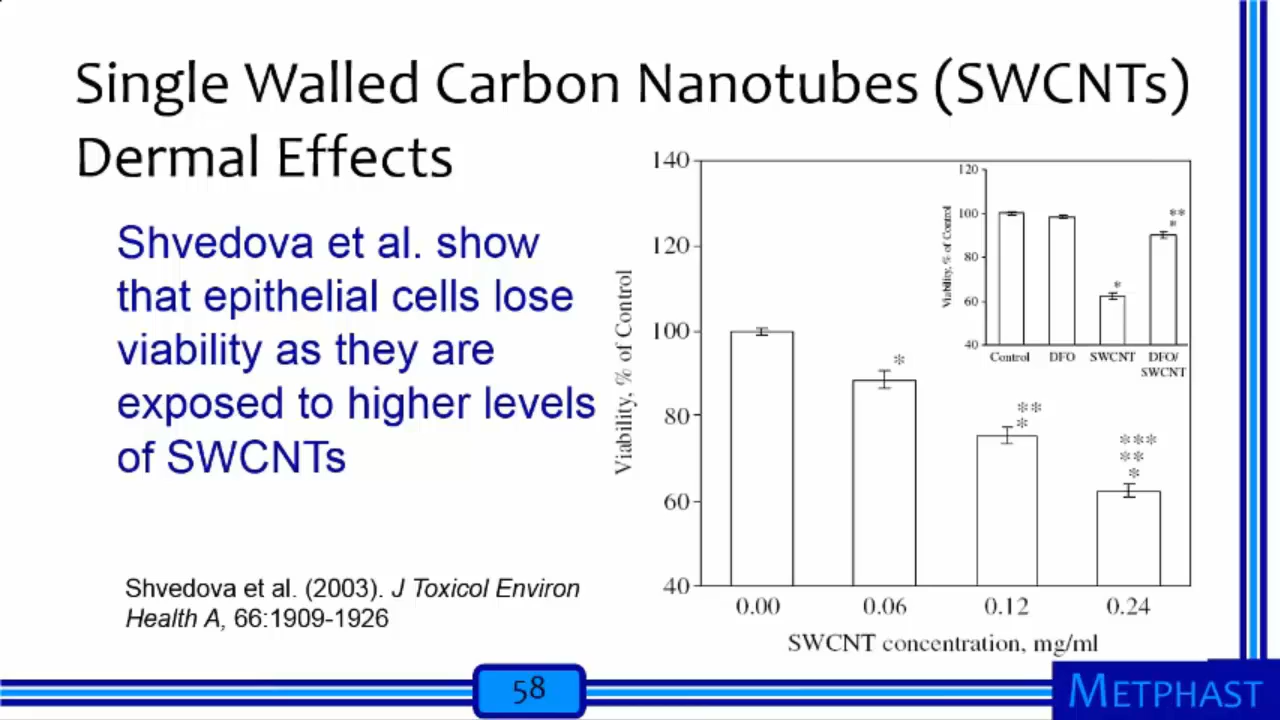 Single Walled Carbon Nanotubes (SWCNTs)
Dermal Effects
Shvedova et al. show
that epithelial cells lose
viability as they are
exposed to higher levels
of SWCNTs
Shvedova et al. (2003). J Toxicol Environ
Health A, 66:1909-1926
140
120
100
80
60
40
Viability, % of Control
*
**
*
***
**
*
0.00 0.06 0.12 0.24
SWCNT concentration, mg/ml
120
100
80
60
40
Viability, % of Control
*
**
*
Control DFO SWCNT DFO/
SWCNT
58
METPHAST